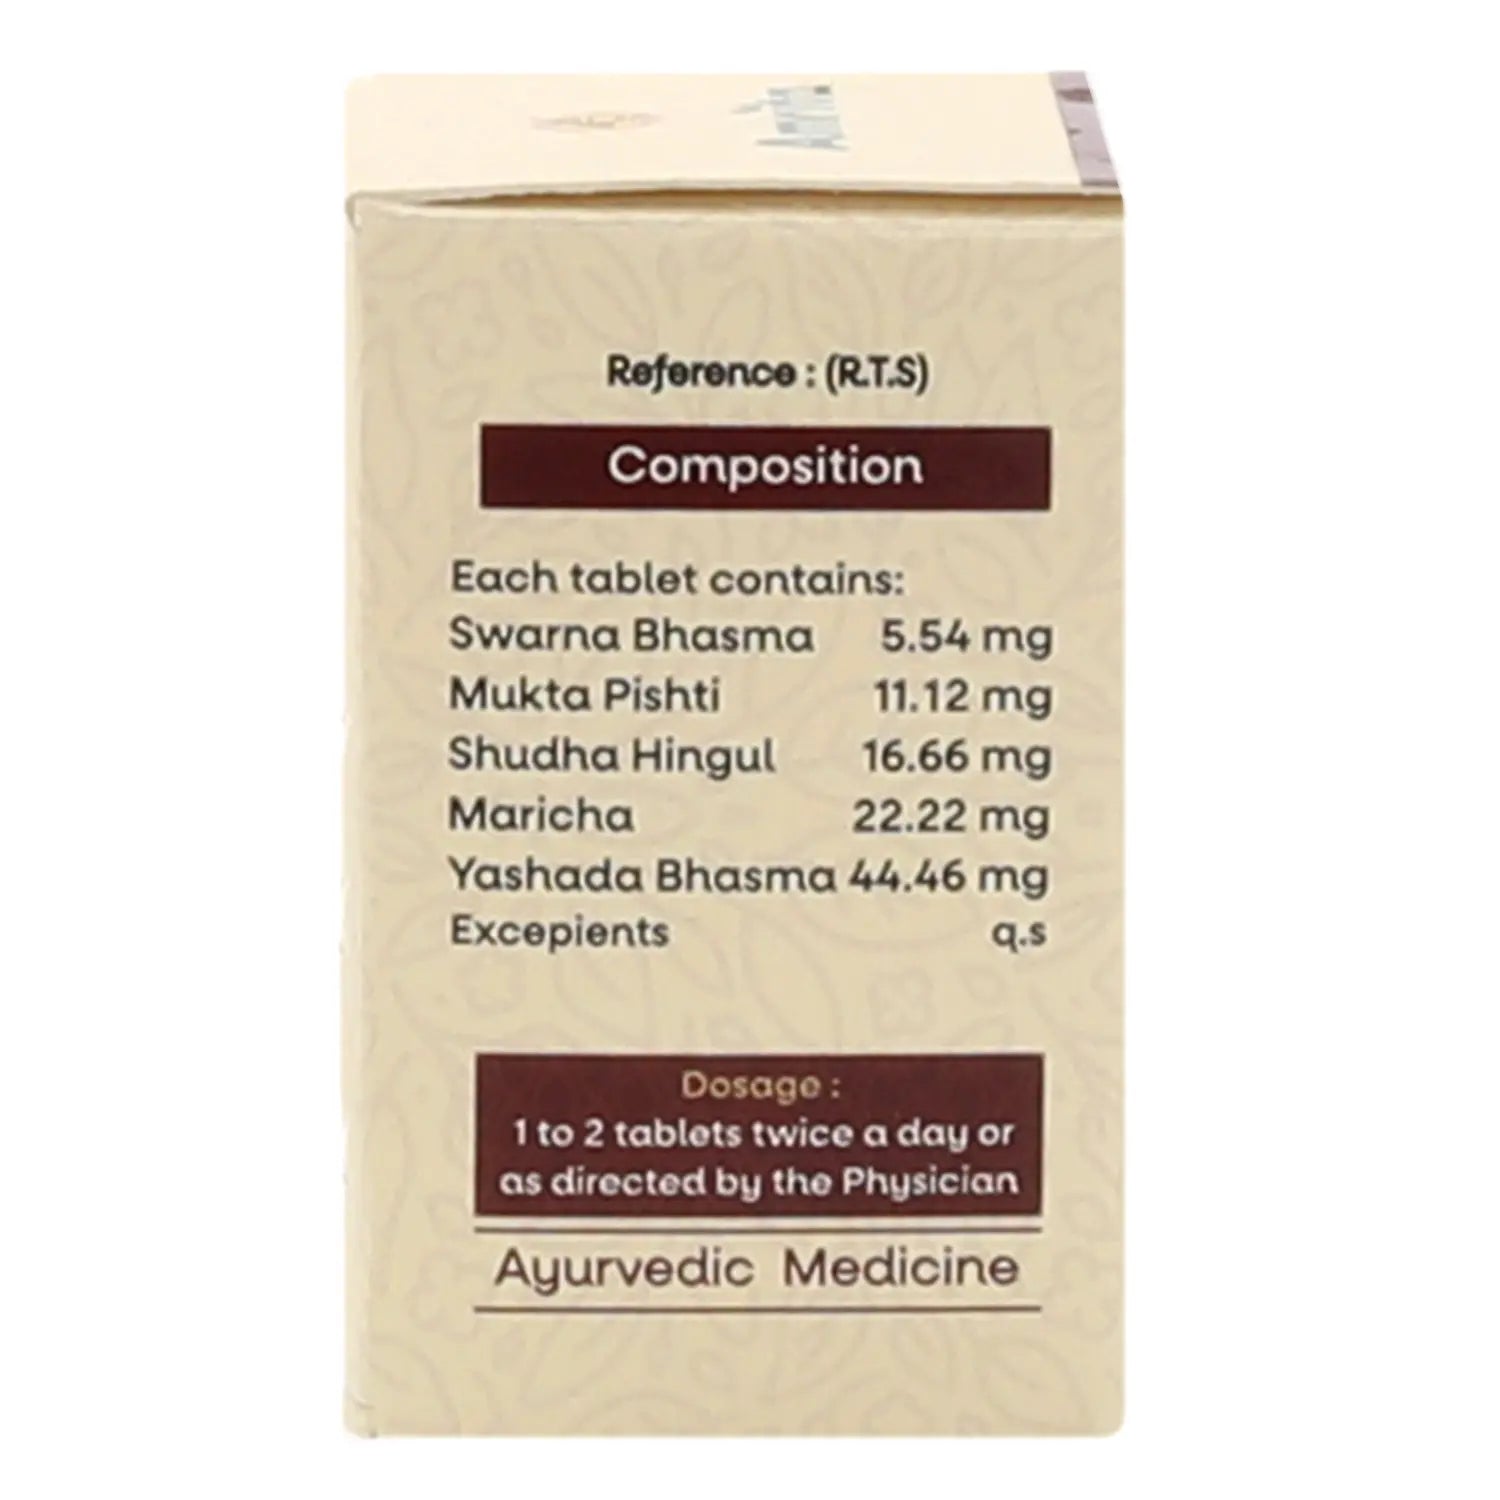 Reference : (R.T.S)
Composition
Each tablet contains:
Swarna Bhasma 5.54 mg
Mukta Pishti 11.12 mg
Shudha Hingul 16.66 mg
Maricha 22.22 mg
Yashada Bhasma 44.46 mg
Excepients q.s
Dosage :
1 to 2 tablets twice a day or
as directed by the Physician
Ayurvedic Medicine